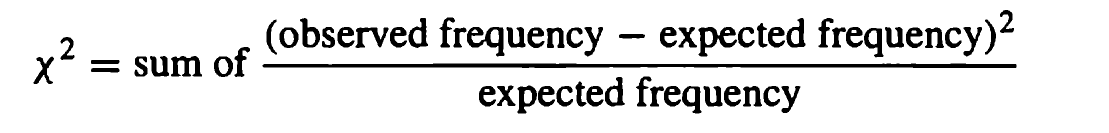 χ² = sum of (observed frequency − expected frequency)²
expected frequency